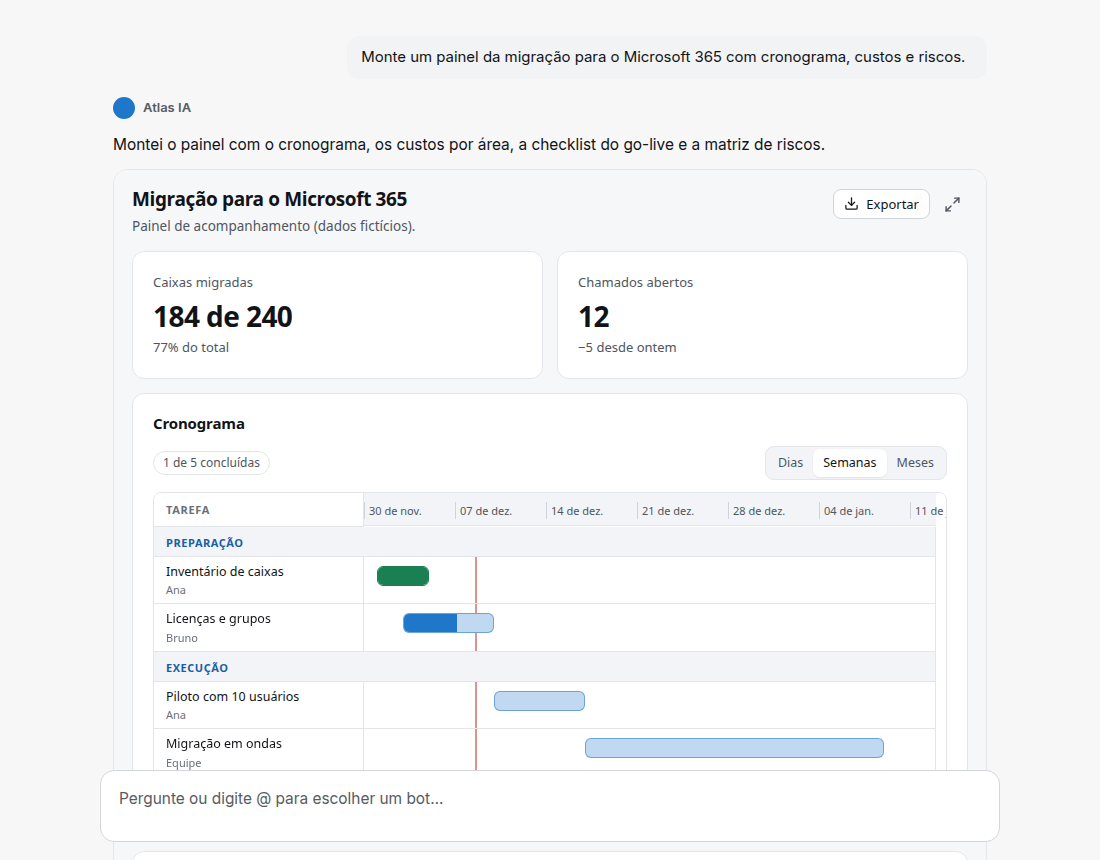 Monte um painel da migração para o Microsoft 365 com cronograma, custos e riscos.
Atlas IA
Montei o painel com o cronograma, os custos por área, a checklist do go-live e a matriz de riscos.
Migração para o Microsoft 365
Painel de acompanhamento (dados fictícios).
Exportar
Caixas migradas
184 de 240
77% do total
Chamados abertos
12
−5 desde ontem
Cronograma
1 de 5 concluídas
Dias Semanas Meses
TAREFA 30 de nov. 07 de dez. 14 de dez. 21 de dez. 28 de dez. 04 de jan. 11 de
PREPARAÇÃO
Inventário de caixas
Ana
Licenças e grupos
Bruno
EXECUÇÃO
Piloto com 10 usuários
Ana
Migração em ondas
Equipe
Pergunte ou digite @ para escolher um bot...